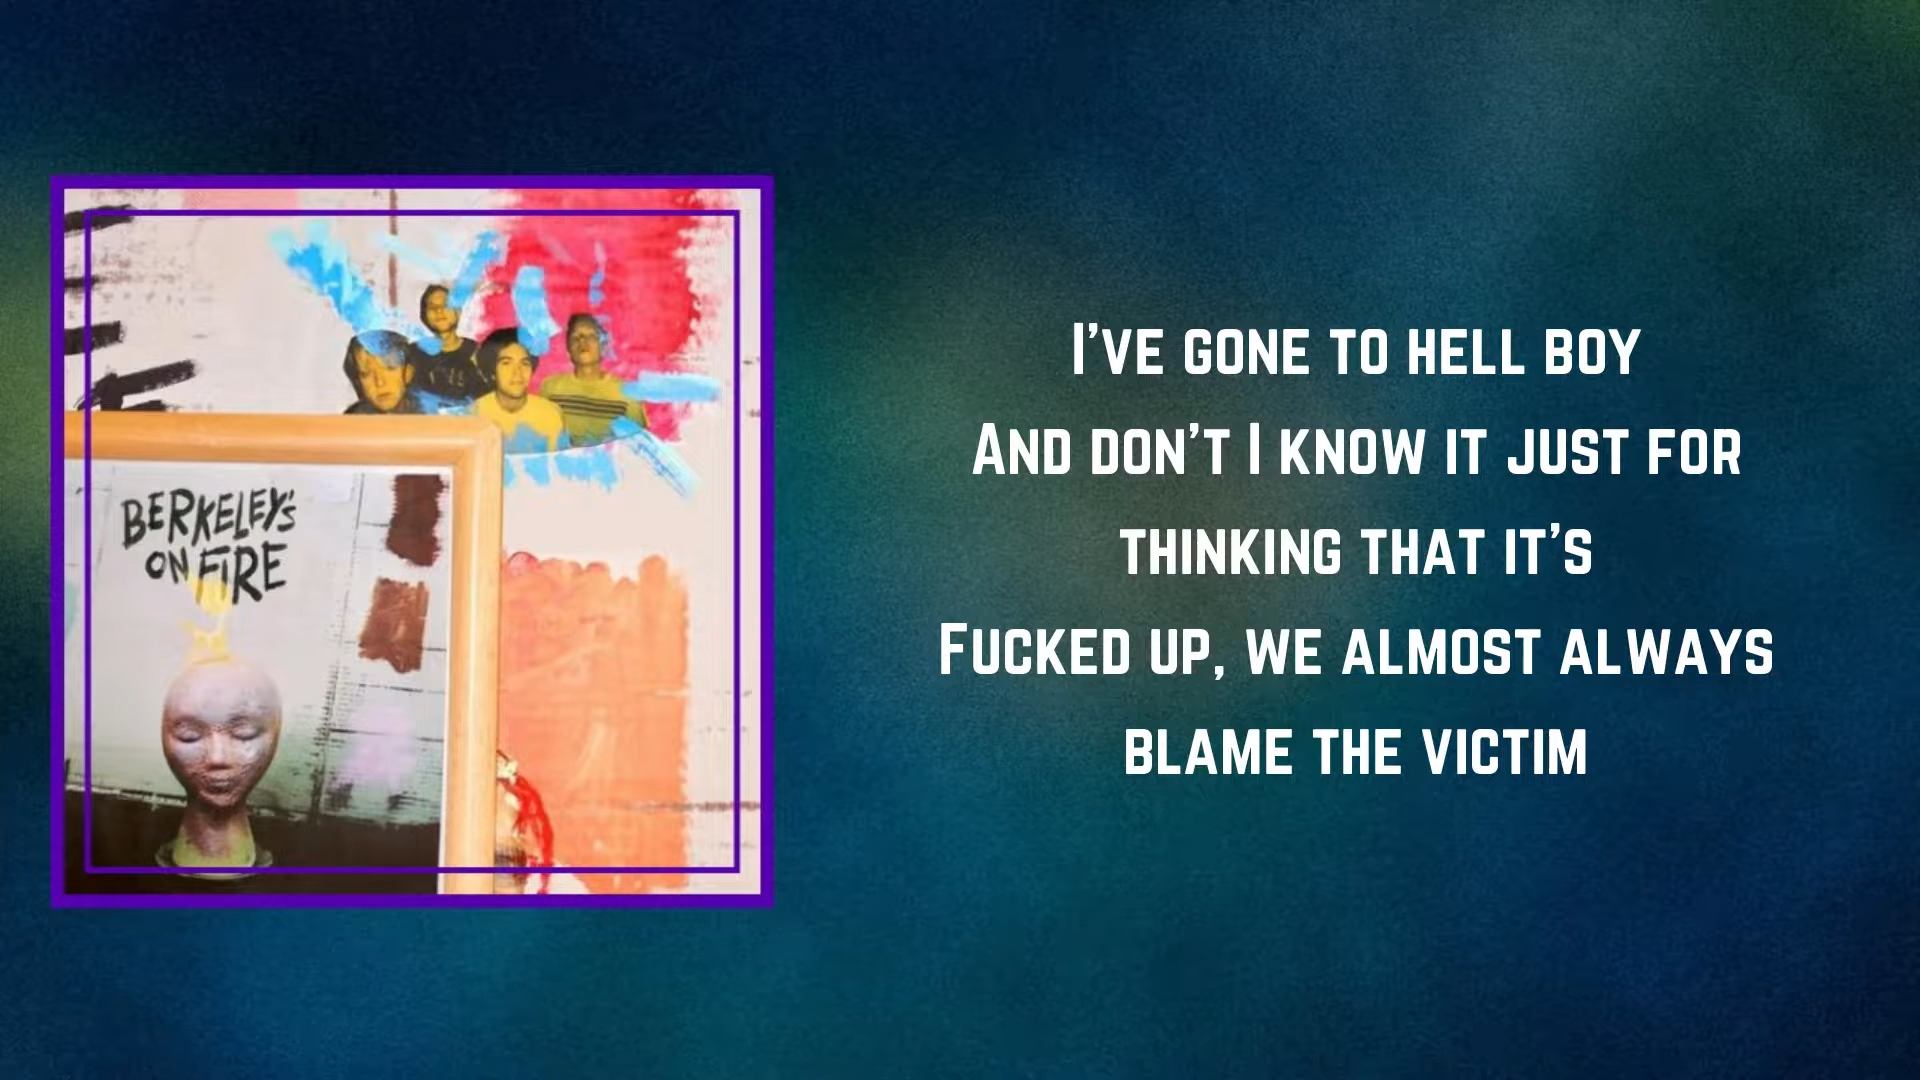 BERKELEY'S
ON FIRE
I'VE GONE TO HELL BOY
AND DON'T I KNOW IT JUST FOR
THINKING THAT IT'S
FUCKED UP, WE ALMOST ALWAYS
BLAME THE VICTIM